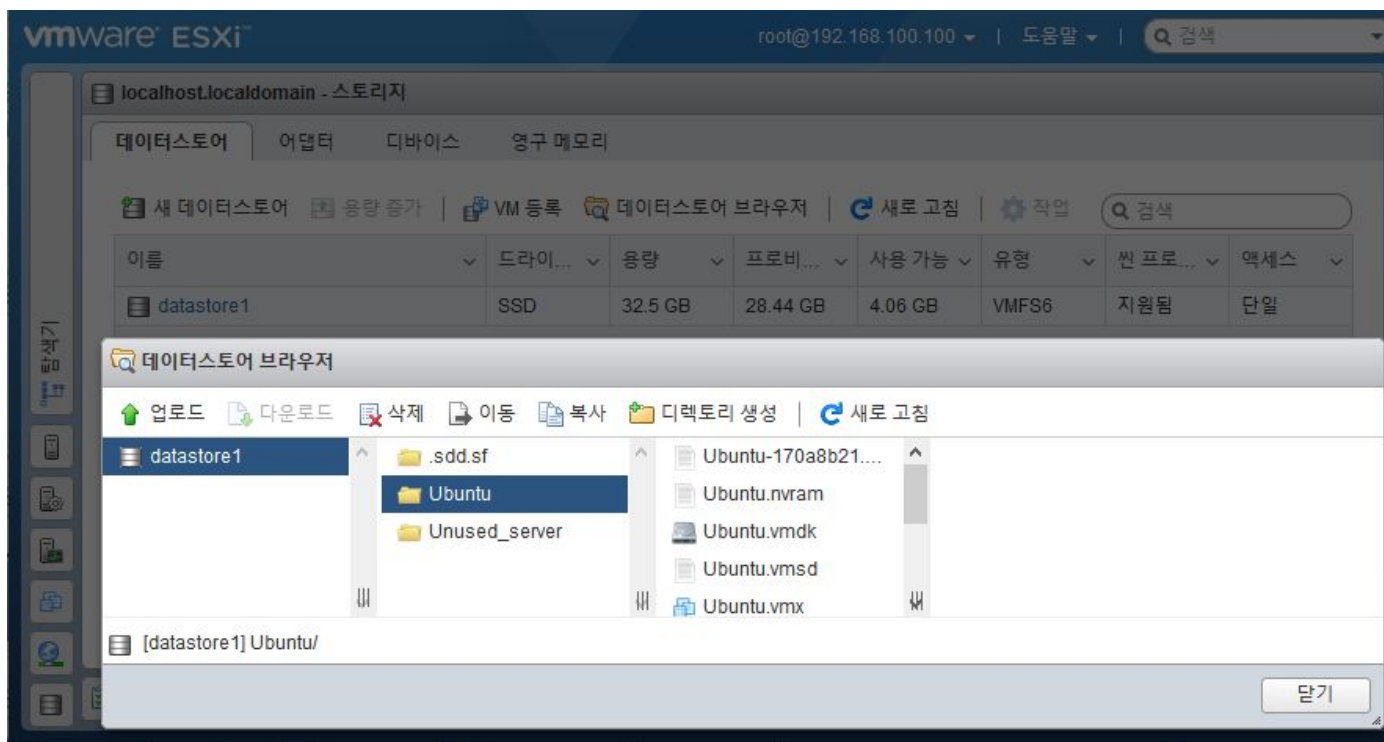 vmware ESXi™
root@192.168.100.100 | 도움말 | 검색
localhost.localdomain - 스토리지
데이터스토어 어댑터 디바이스 영구 메모리
새 데이터스토어 용량 증가 | VM 등록 데이터스토어 브라우저 | 새로 고침 | 작업 검색
이름 드라이... 용량 프로비... 사용 가능 유형 씬 프로... 액세스
datastore1 SSD 32.5 GB 28.44 GB 4.06 GB VMFS6 지원됨 단일
탐색기
데이터스토어 브라우저
업로드 다운로드 삭제 이동 복사 디렉토리 생성 | 새로 고침
datastore1 .sdd.sf Ubuntu-170a8b21....
Ubuntu Ubuntu.nvram
Unused_server Ubuntu.vmdk
Ubuntu.vmsd
Ubuntu.vmx
[datastore1] Ubuntu/
닫기